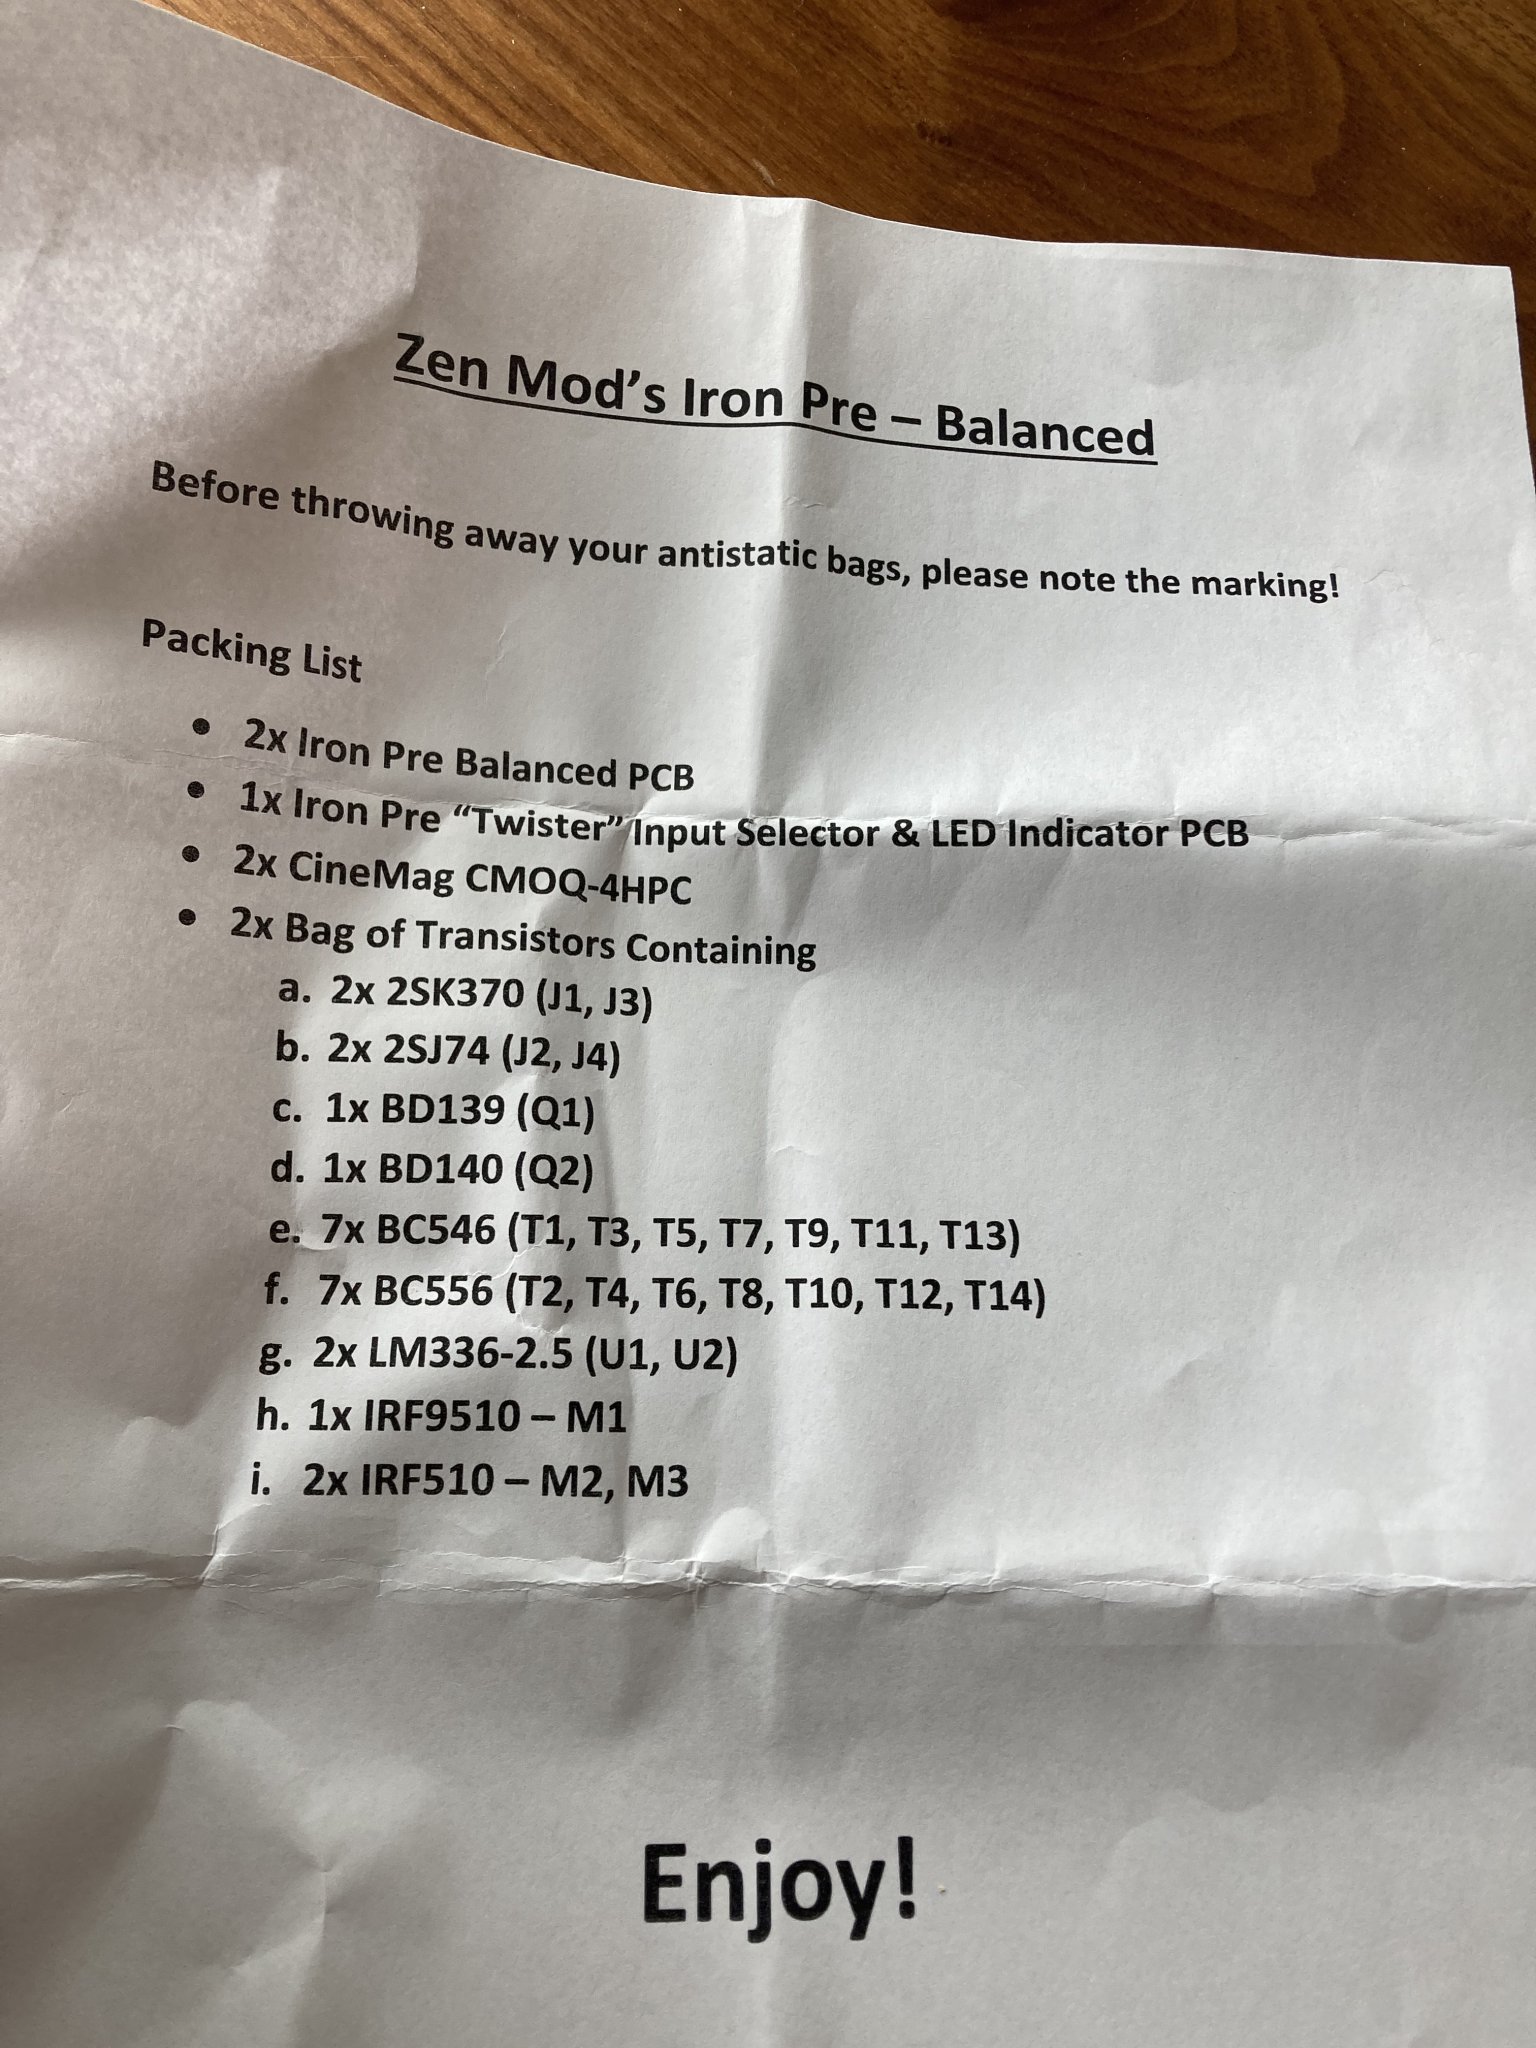 Zen Mod's Iron Pre – Balanced
Before throwing away your antistatic bags, please note the marking!
Packing List
• 2x Iron Pre Balanced PCB
• 1x Iron Pre “Twister” Input Selector & LED Indicator PCB
• 2x CineMag CMOQ-4HPC
• 2x Bag of Transistors Containing
a. 2x 2SK370 (J1, J3)
b. 2x 2SJ74 (J2, J4)
c. 1x BD139 (Q1)
d. 1x BD140 (Q2)
e. 7x BC546 (T1, T3, T5, T7, T9, T11, T13)
f. 7x BC556 (T2, T4, T6, T8, T10, T12, T14)
g. 2x LM336-2.5 (U1, U2)
h. 1x IRF9510 – M1
i. 2x IRF510 – M2, M3
Enjoy!